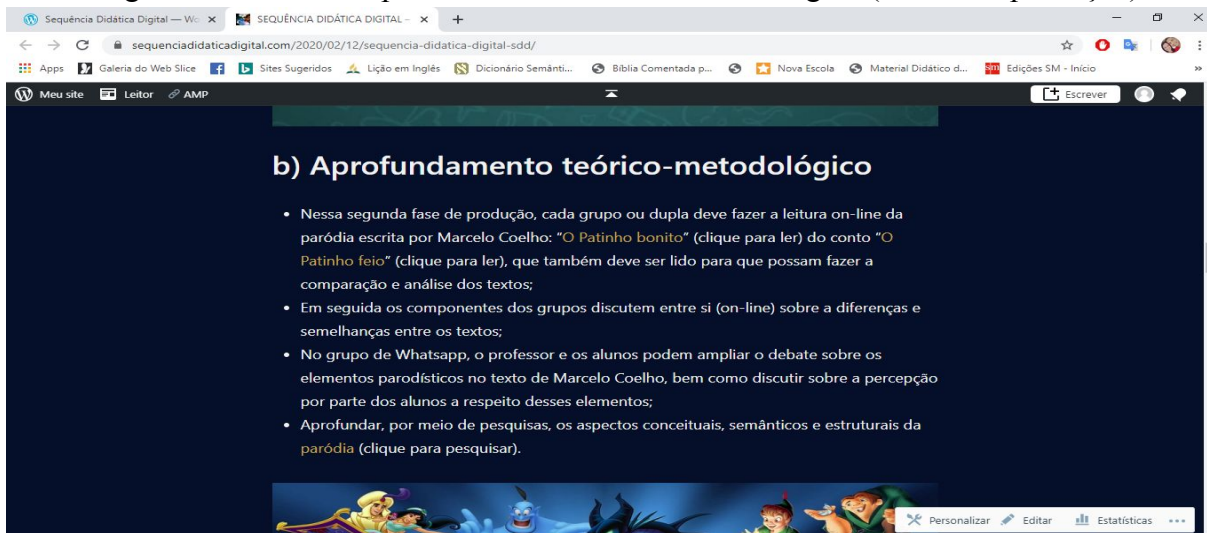 Sequência Didática Digital — Wo
SEQUÊNCIA DIDÁTICA DIGITAL –
sequenciadidaticadigital.com/2020/02/12/sequencia-didatica-digital-sdd/
Apps Galeria do Web Slice Sites Sugeridos Lição em Inglês Dicionário Semânti... Bíblia Comentada p... Nova Escola Material Didático d... Edições SM - Início
Meu site Leitor AMP Escrever
b) Aprofundamento teórico-metodológico
• Nessa segunda fase de produção, cada grupo ou dupla deve fazer a leitura on-line da
paródia escrita por Marcelo Coelho: “O Patinho bonito” (clique para ler) do conto “O
Patinho feio” (clique para ler), que também deve ser lido para que possam fazer a
comparação e análise dos textos;
• Em seguida os componentes dos grupos discutem entre si (on-line) sobre a diferenças e
semelhanças entre os textos;
• No grupo de Whatsapp, o professor e os alunos podem ampliar o debate sobre os
elementos parodísticos no texto de Marcelo Coelho, bem como discutir sobre a percepção
por parte dos alunos a respeito desses elementos;
• Aprofundar, por meio de pesquisas, os aspectos conceituais, semânticos e estruturais da
paródia (clique para pesquisar).
Personalizar Editar Estatísticas